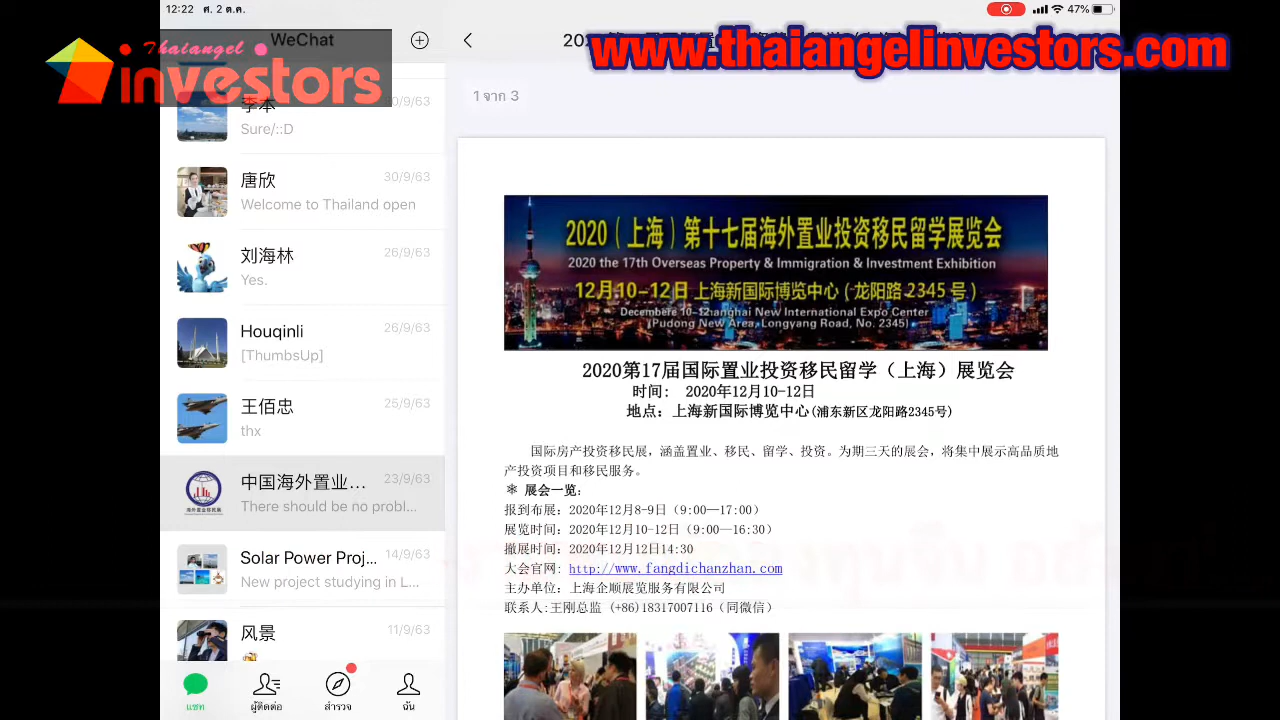 12:22 ศ. 2 ต.ค.
47%
Thaiangel
investors
WeChat
www.thaiangelinvestors.com
1 จาก 3
李本
Sure/::D
唐欣
30/9/63
Welcome to Thailand open
刘海林
26/9/63
Yes.
Houqinli
26/9/63
[ThumbsUp]
王佰忠
25/9/63
thx
中国海外置业...
23/9/63
There should be no probl...
Solar Power Proj...
14/9/63
New project studying in L...
风景
11/9/63
แชท
ผู้ติดต่อ
สำรวจ
ฉัน
2020（上海）第十七届海外置业投资移民留学展览会
2020 the 17th Overseas Property & Immigration & Investment Exhibition
12月10-12日 上海新国际博览中心 ( 龙阳路 2345 号 )
Decembere 10-12hanghai New International Expo Center
(Pudong New Area, Longyang Road, No. 2345)
2020第17届国际置业投资移民留学（上海）展览会
时间： 2020年12月10-12日
地点：上海新国际博览中心(浦东新区龙阳路2345号)
国际房产投资移民展，涵盖置业、移民、留学、投资。为期三天的展会，将集中展示高品质地
产投资项目和移民服务。
＊ 展会一览：
报到布展：2020年12月8-9日（9:00—17:00）
展览时间：2020年12月10-12日（9:00—16:30）
撤展时间：2020年12月12日14:30
大会官网：http://www.fangdichanzhan.com
主办单位：上海企顺展览服务有限公司
联系人:王刚总监 (+86)18317007116（同微信）